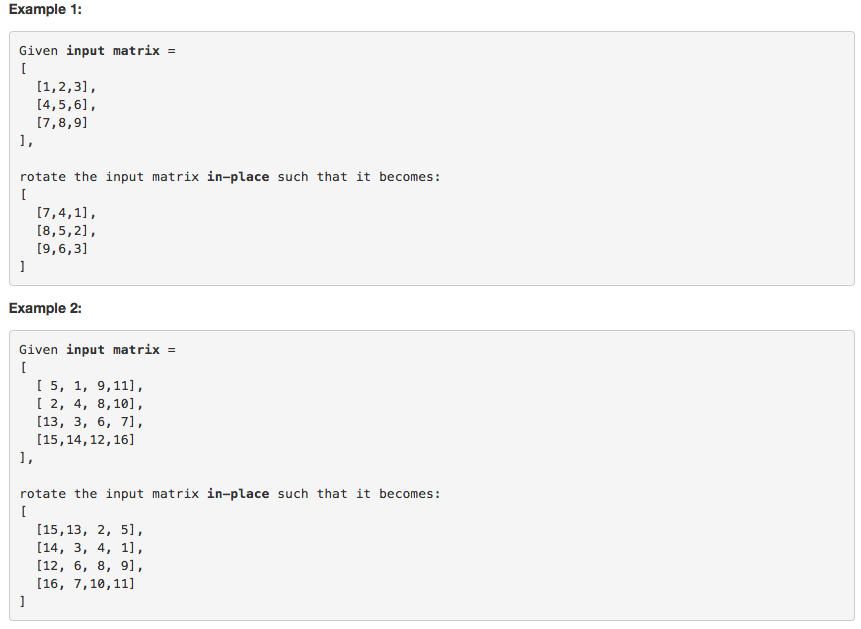 Example 1:
Given input matrix =
[
  [1,2,3],
  [4,5,6],
  [7,8,9]
],
rotate the input matrix in-place such that it becomes:
[
  [7,4,1],
  [8,5,2],
  [9,6,3]
]
Example 2:
Given input matrix =
[
  [ 5, 1, 9,11],
  [ 2, 4, 8,10],
  [13, 3, 6, 7],
  [15,14,12,16]
],
rotate the input matrix in-place such that it becomes:
[
  [15,13, 2, 5],
  [14, 3, 4, 1],
  [12, 6, 8, 9],
  [16, 7,10,11]
]